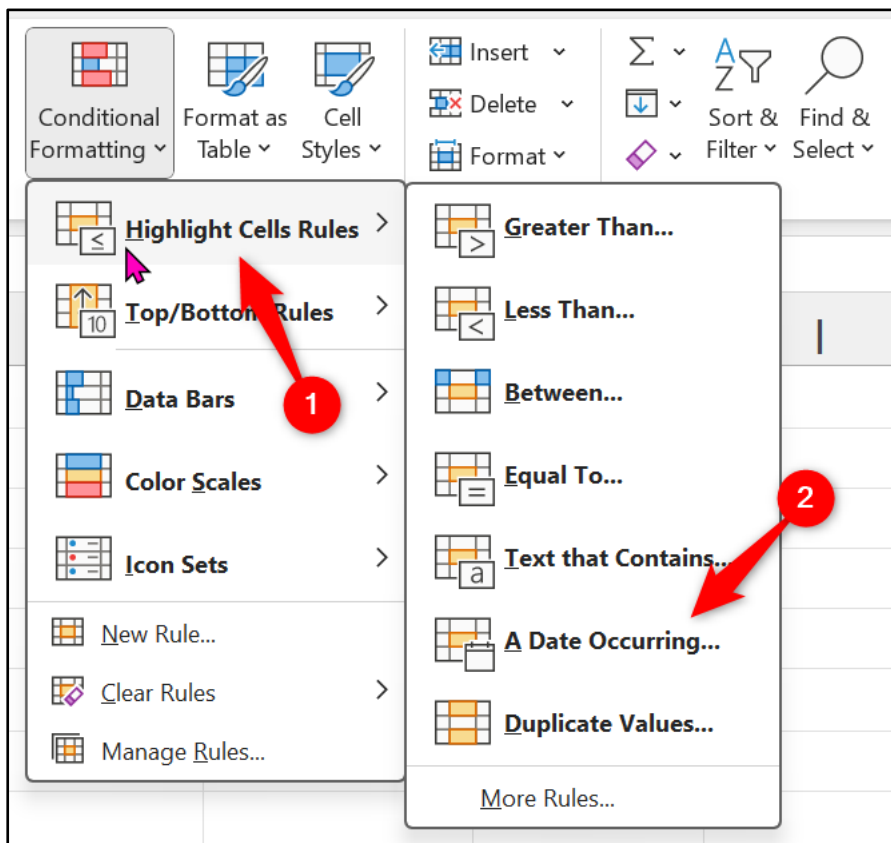 Conditional
Formatting
Format as
Table
Cell
Styles
Insert
Delete
Format
Sort &
Filter
Find &
Select
Highlight Cells Rules
Top/Bottom Rules
10
Data Bars
Color Scales
Icon Sets
New Rule...
Clear Rules
Manage Rules...
1
Greater Than...
Less Than...
Between...
Equal To...
Text that Contains...
A Date Occurring...
Duplicate Values...
More Rules...
2
I